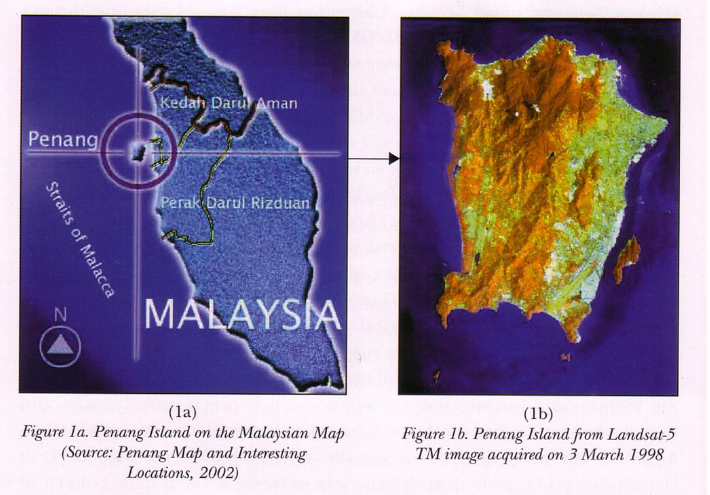 Kedah Darul Aman
Penang
Perak Darul Rizduan
Straits of Malacca
MALAYSIA
N
(1a)
Figure 1a. Penang Island on the Malaysian Map
(Source: Penang Map and Interesting
Locations, 2002)
(1b)
Figure 1b. Penang Island from Landsat-5
TM image acquired on 3 March 1998